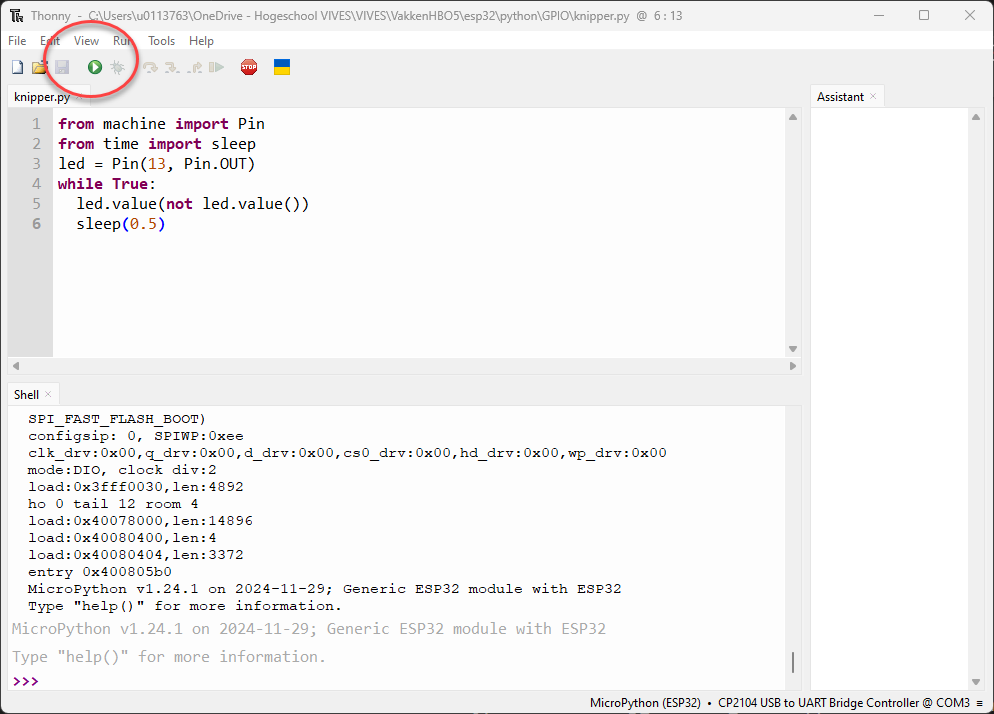 Thonny - C:\Users\u0113763\OneDrive - Hogeschool VIVES\VIVES\VakkenHBO5\esp32\python\GPIO\knipper.py @ 6 : 13
File Edit View Run Tools Help
STOP
knipper.py
Assistant
1 from machine import Pin
2 from time import sleep
3 led = Pin(13, Pin.OUT)
4 while True:
5 led.value(not led.value())
6 sleep(0.5)
Shell
SPI_FAST_FLASH_BOOT)
configsip: 0, SPIWP:0xee
clk_drv:0x00,q_drv:0x00,d_drv:0x00,cs0_drv:0x00,hd_drv:0x00,wp_drv:0x00
mode:DIO, clock div:2
load:0x3fff0030,len:4892
ho 0 tail 12 room 4
load:0x40078000,len:14896
load:0x40080400,len:4
load:0x40080404,len:3372
entry 0x400805b0
MicroPython v1.24.1 on 2024-11-29; Generic ESP32 module with ESP32
Type "help()" for more information.
MicroPython v1.24.1 on 2024-11-29; Generic ESP32 module with ESP32
Type "help()" for more information.
>>>
MicroPython (ESP32) • CP2104 USB to UART Bridge Controller @ COM3 ≡